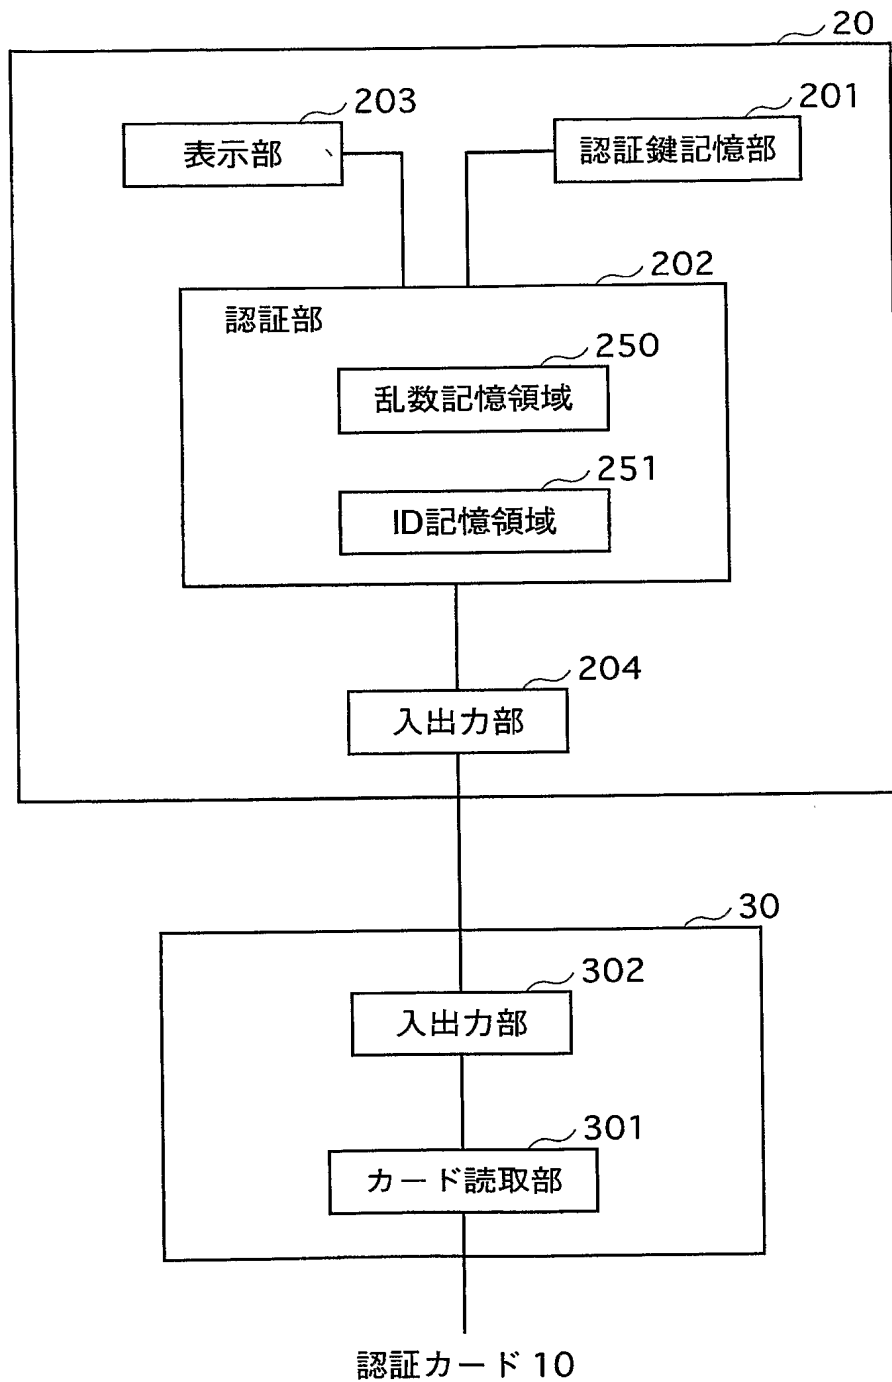 20
203
201
表示部
認証鍵記憶部
202
認証部
250
乱数記憶領域
251
ID記憶領域
204
入出力部
30
302
入出力部
301
カード読取部
認証カード 10